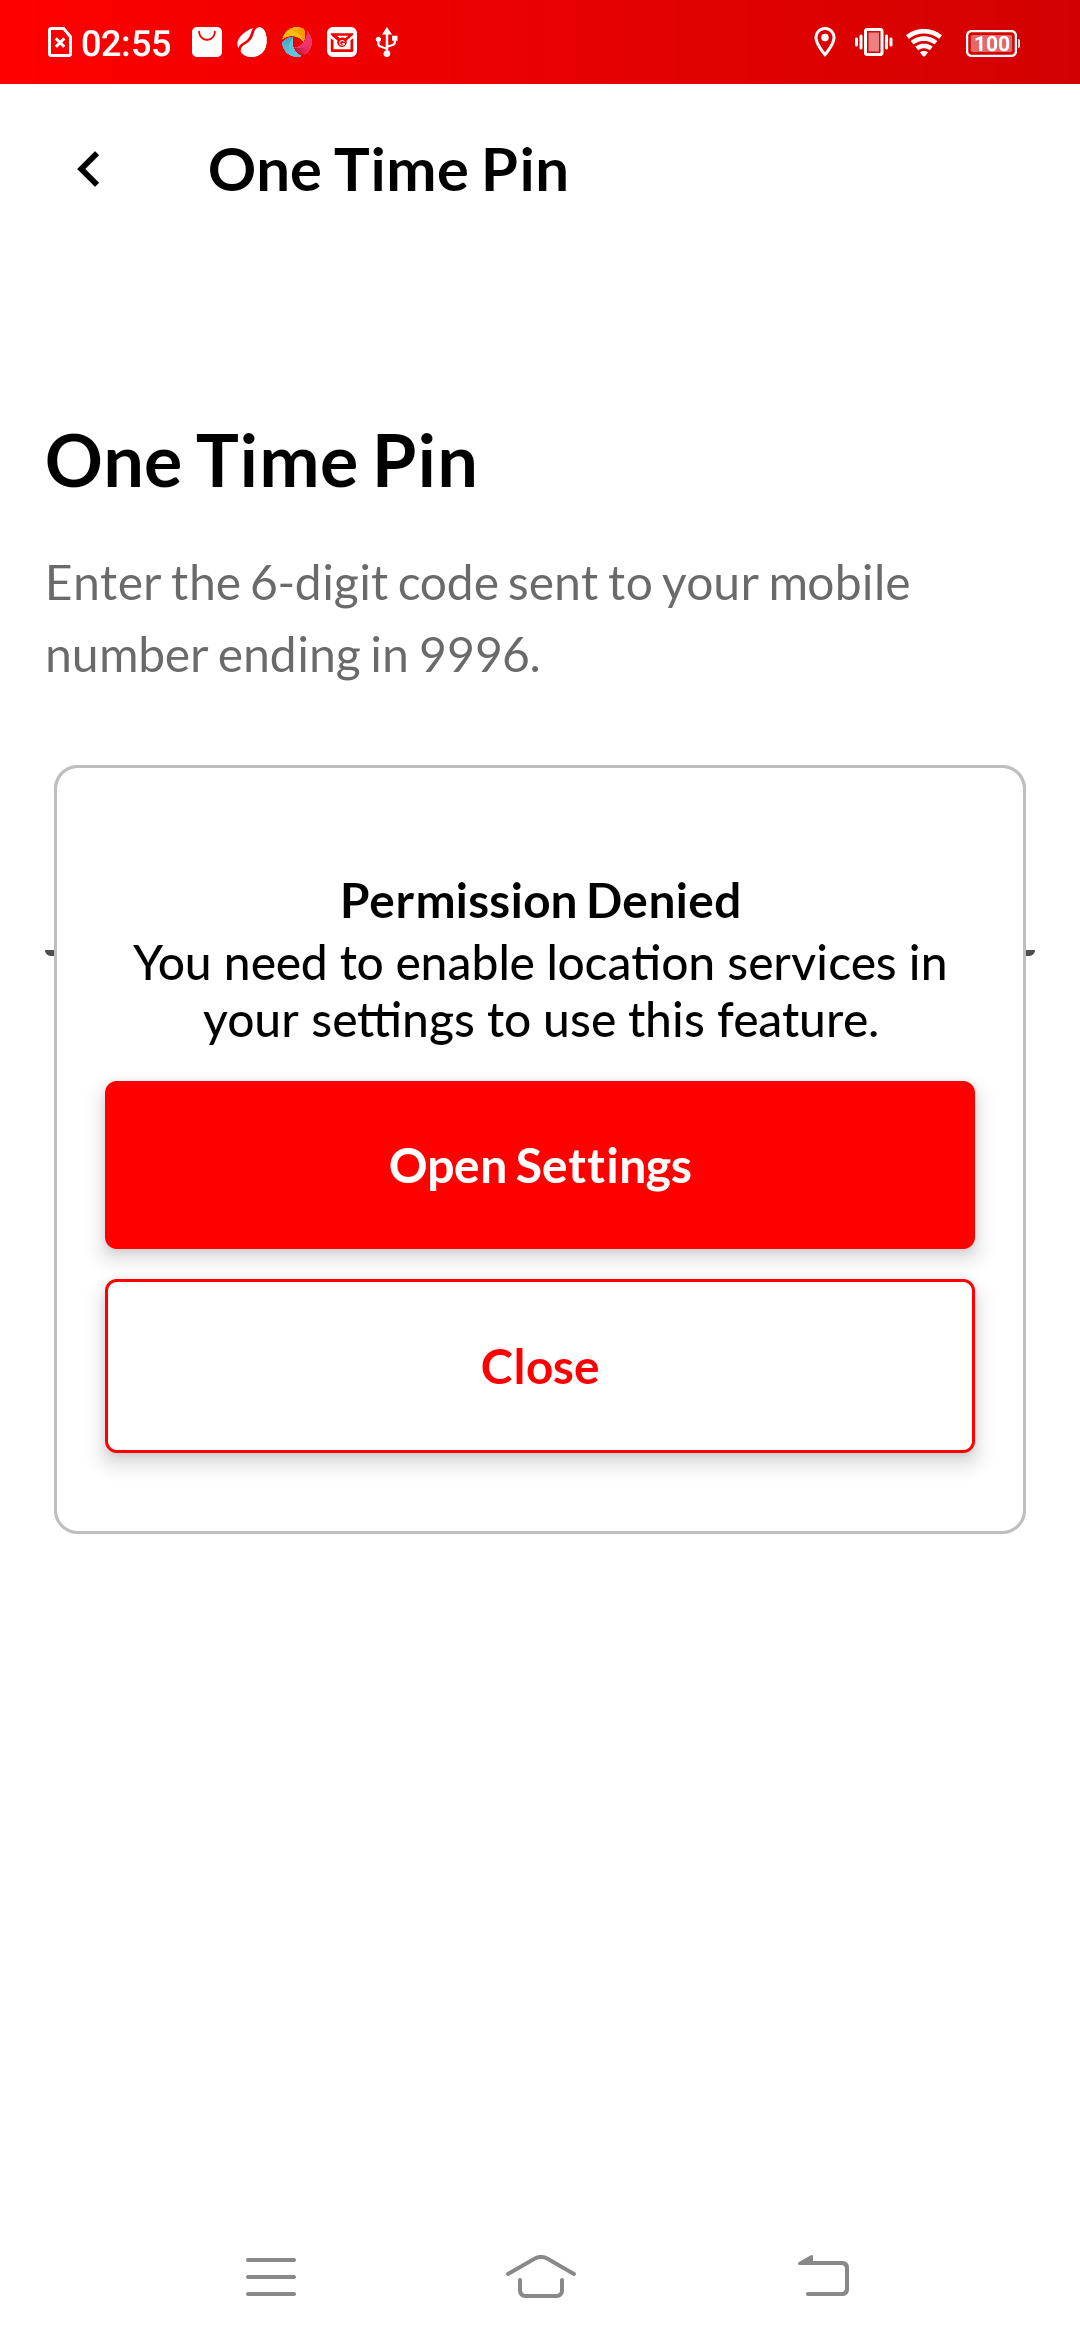 02:55
100
One Time Pin
One Time Pin
Enter the 6-digit code sent to your mobile
number ending in 9996.
Permission Denied
You need to enable location services in
your settings to use this feature.
Open Settings
Close